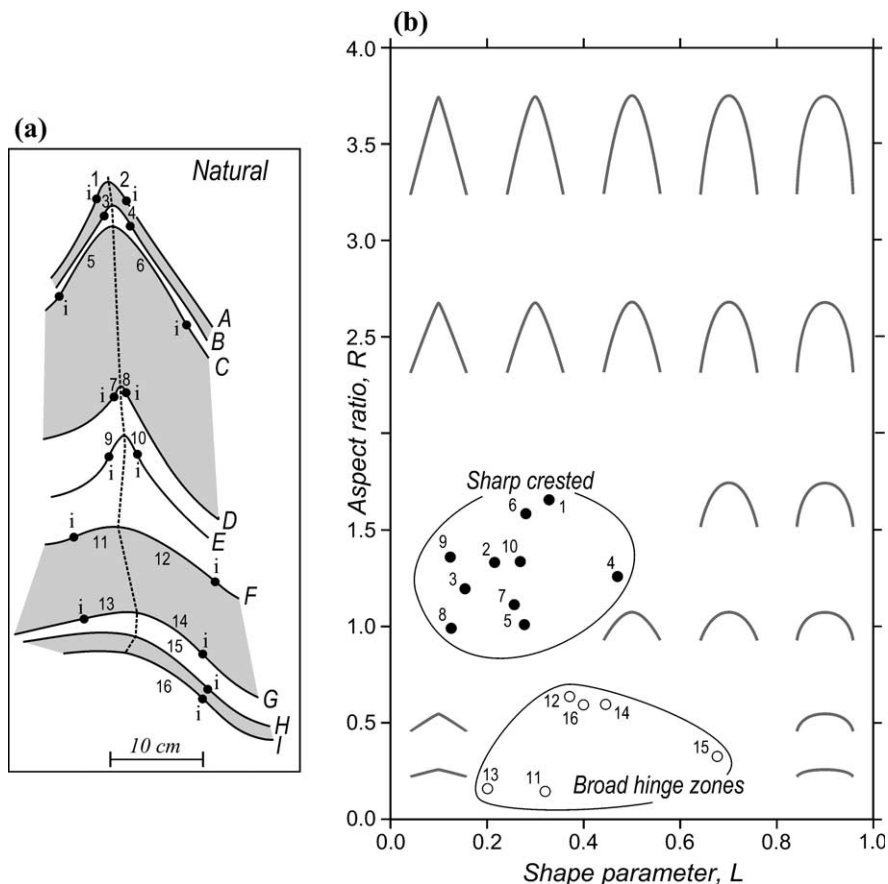 (b)
(a)
Natural
1 2
i i
3 4
5 6
i i
A
B
C
7 8
i i
9 10
i i
D
E
i
11 12
i
F
13 14
i
15
i
16
i
i
G
H
I
10 cm
4.0
3.5
3.0
2.5
Aspect ratio, R
1.5
1.0
0.5
0.0
Sharp crested
6 1
9 2 10
4
3 7
8 5
12 16 14
15
13 11
Broad hinge zones
0.0 0.2 0.4 0.6 0.8 1.0
Shape parameter, L